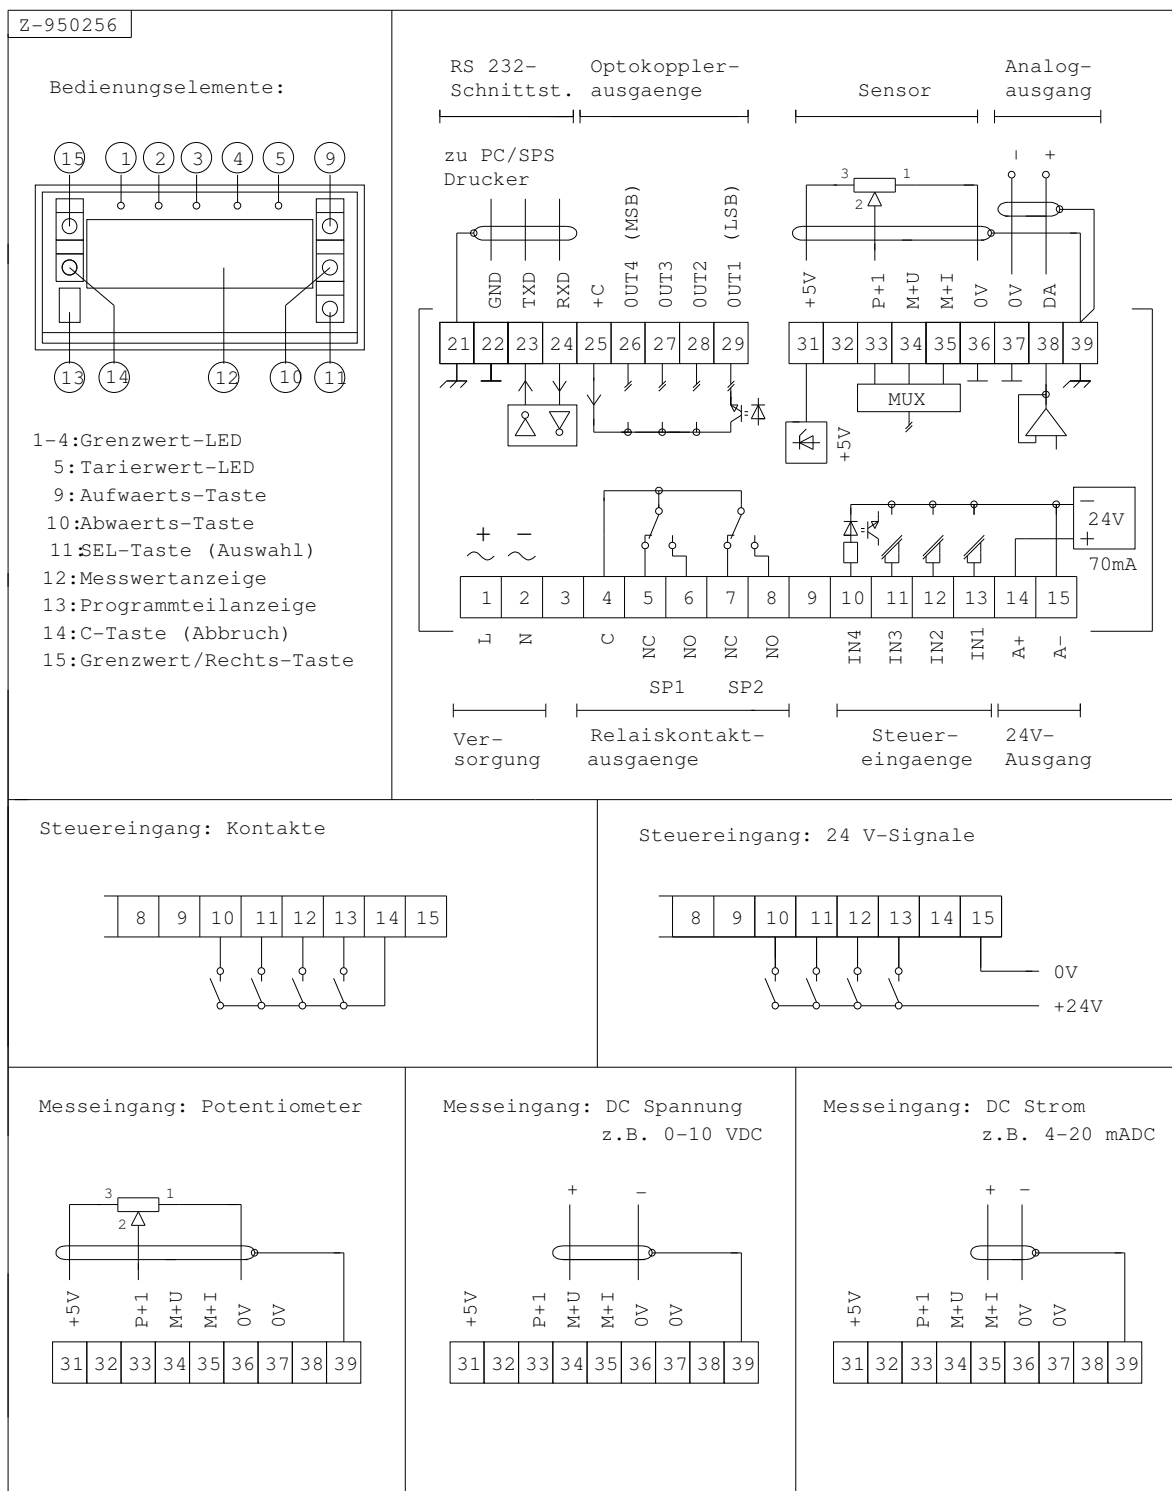 Z-950256
Bedienungselemente:
15 1 2 3 4 5 9
13 14 12 10 11
1-4:Grenzwert-LED
5:Tarierwert-LED
9:Aufwaerts-Taste
10:Abwaerts-Taste
11:SEL-Taste (Auswahl)
12:Messwertanzeige
13:Programmteilanzeige
14:C-Taste (Abbruch)
15:Grenzwert/Rechts-Taste
RS 232-
Schnittst.
Optokoppler-
ausgaenge
Sensor
Analog-
ausgang
zu PC/SPS
Drucker
(MSB) (LSB)
3 1
2
- +
GND TXD RXD +C OUT4 OUT3 OUT2 OUT1
+5V P+1 M+U M+I 0V 0V DA
21 22 23 24 25 26 27 28 29
31 32 33 34 35 36 37 38 39
MUX
+5V
+ -
-
24V
+
70mA
1 2 3 4 5 6 7 8 9 10 11 12 13 14 15
L N C NC NO NC NO IN4 IN3 IN2 IN1 A+ A-
SP1 SP2
Ver-
sorgung
Relaiskontakt-
ausgaenge
Steuer-
eingaenge
24V-
Ausgang
Steuereingang: Kontakte
8 9 10 11 12 13 14 15
Steuereingang: 24 V-Signale
8 9 10 11 12 13 14 15
0V
+24V
Messeingang: Potentiometer
3 1
2
+5V P+1 M+U M+I 0V 0V
31 32 33 34 35 36 37 38 39
Messeingang: DC Spannung
z.B. 0-10 VDC
+ -
+5V P+1 M+U M+I 0V 0V
31 32 33 34 35 36 37 38 39
Messeingang: DC Strom
z.B. 4-20 mADC
+ -
+5V P+1 M+U M+I 0V 0V
31 32 33 34 35 36 37 38 39